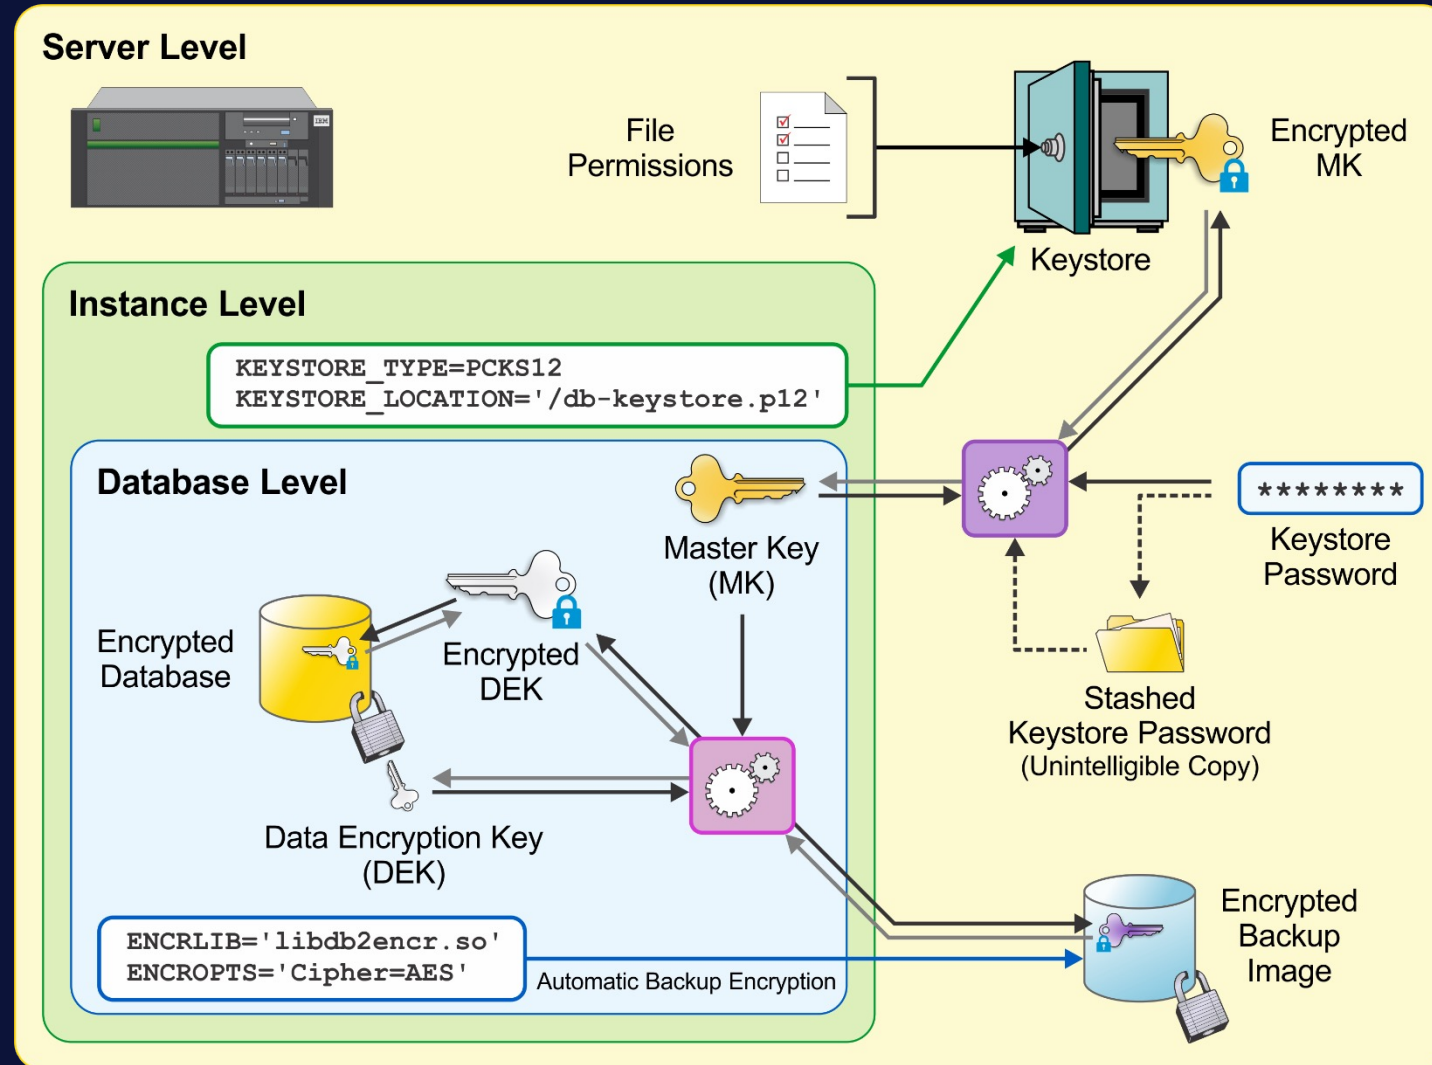 Server Level
IBM
File
Permissions
Encrypted
MK
Keystore
Instance Level
KEYSTORE_TYPE=PCKS12
KEYSTORE_LOCATION='/db-keystore.p12'
Database Level
Master Key
(MK)
********
Keystore
Password
Encrypted
Database
Encrypted
DEK
Stashed
Keystore Password
(Unintelligible Copy)
Data Encryption Key
(DEK)
ENCRLIB='libdb2encr.so'
ENCROPTS='Cipher=AES'
Automatic Backup Encryption
Encrypted
Backup
Image